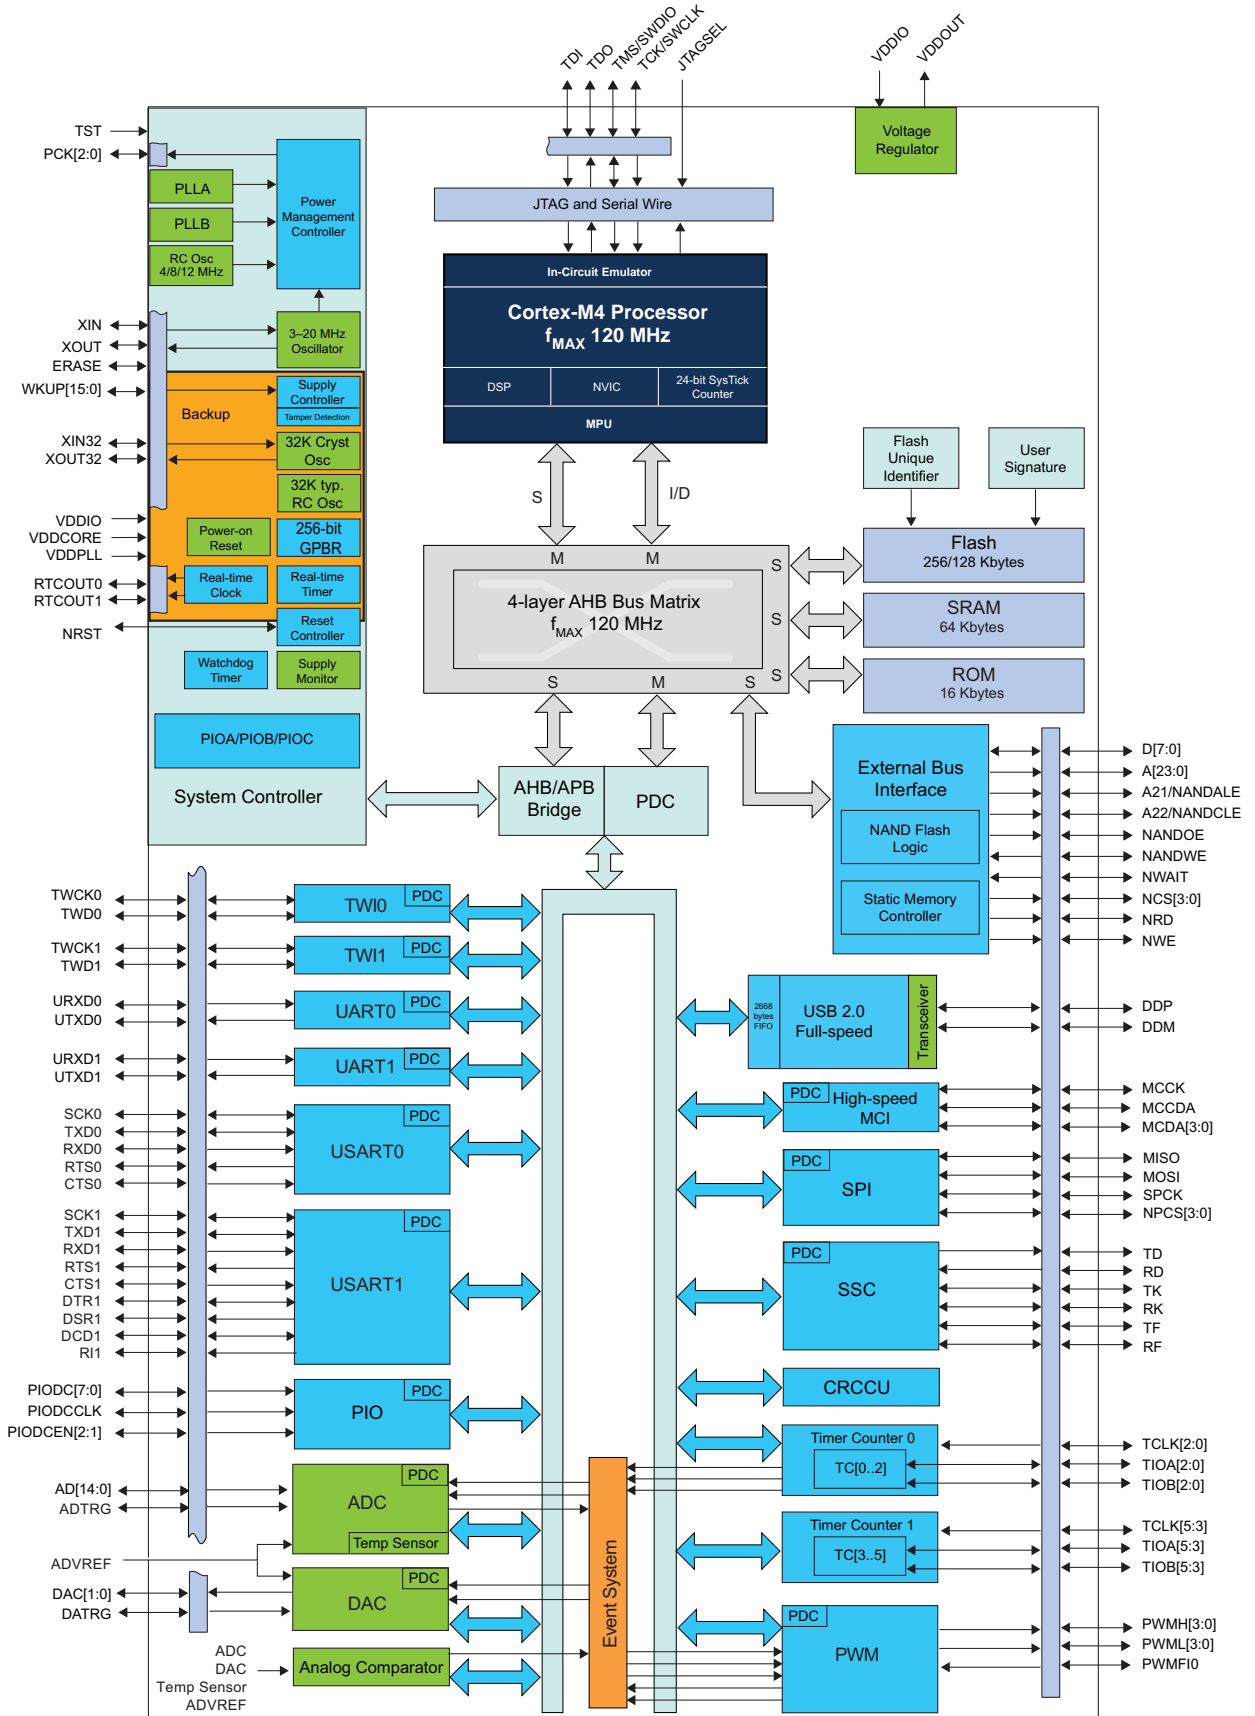 TDI
TDO
TMS/SWDIO
TCK/SWCLK
JTAGSEL
VDDIO
VDDOUT
TST
PCK[2:0]
PLLA
PLLB
RC Osc
4/8/12 MHz
Power
Management
Controller
Voltage
Regulator
JTAG and Serial Wire
In-Circuit Emulator
Cortex-M4 Processor
fMAX 120 MHz
DSP
NVIC
24-bit SysTick
Counter
MPU
XIN
XOUT
ERASE
WKUP[15:0]
3–20 MHz
Oscillator
Backup
Supply
Controller
Tamper Detection
XIN32
XOUT32
32K Cryst
Osc
32K typ.
RC Osc
VDDIO
VDDCORE
VDDPLL
Power-on
Reset
256-bit
GPBR
RTCOUT0
RTCOUT1
Real-time
Clock
Real-time
Timer
NRST
Reset
Controller
Watchdog
Timer
Supply
Monitor
PIOA/PIOB/PIOC
System Controller
S
I/D
M
M
S
S
S
S
M
S
4-layer AHB Bus Matrix
fMAX 120 MHz
Flash
Unique
Identifier
User
Signature
Flash
256/128 Kbytes
SRAM
64 Kbytes
ROM
16 Kbytes
AHB/APB
Bridge
PDC
External Bus
Interface
NAND Flash
Logic
Static Memory
Controller
D[7:0]
A[23:0]
A21/NANDALE
A22/NANDCLE
NANDOE
NANDWE
NWAIT
NCS[3:0]
NRD
NWE
TWCK0
TWD0
TWI0
PDC
TWCK1
TWD1
TWI1
PDC
URXD0
UTXD0
UART0
PDC
URXD1
UTXD1
UART1
PDC
SCK0
TXD0
RXD0
RTS0
CTS0
USART0
PDC
SCK1
TXD1
RXD1
RTS1
CTS1
DTR1
DSR1
DCD1
RI1
USART1
PDC
PIODC[7:0]
PIODCCLK
PIODCEN[2:1]
PIO
PDC
AD[14:0]
ADTRG
ADC
PDC
Temp Sensor
ADVREF
DAC[1:0]
DATRG
DAC
PDC
ADC
DAC
Temp Sensor
ADVREF
Analog Comparator
Event System
2668
bytes
FIFO
USB 2.0
Full-speed
Transceiver
DDP
DDM
PDC
High-speed
MCI
MCCK
MCCDA
MCDA[3:0]
PDC
SPI
MISO
MOSI
SPCK
NPCS[3:0]
PDC
SSC
TD
RD
TK
RK
TF
RF
CRCCU
Timer Counter 0
TC[0..2]
TCLK[2:0]
TIOA[2:0]
TIOB[2:0]
Timer Counter 1
TC[3..5]
TCLK[5:3]
TIOA[5:3]
TIOB[5:3]
PDC
PWM
PWMH[3:0]
PWML[3:0]
PWMFI0